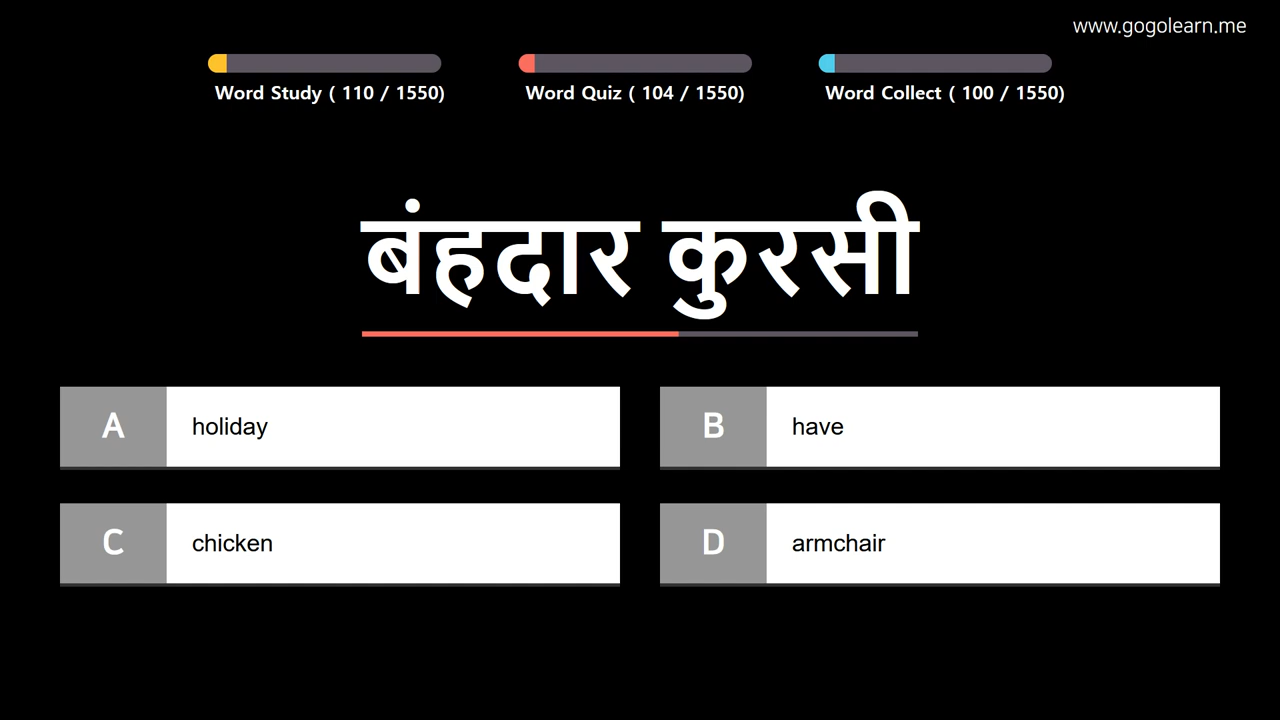 www.gogolearn.me
Word Study ( 110 / 1550)
Word Quiz ( 104 / 1550)
Word Collect ( 100 / 1550)
बंहदार कुरसी
A holiday
B have
C chicken
D armchair